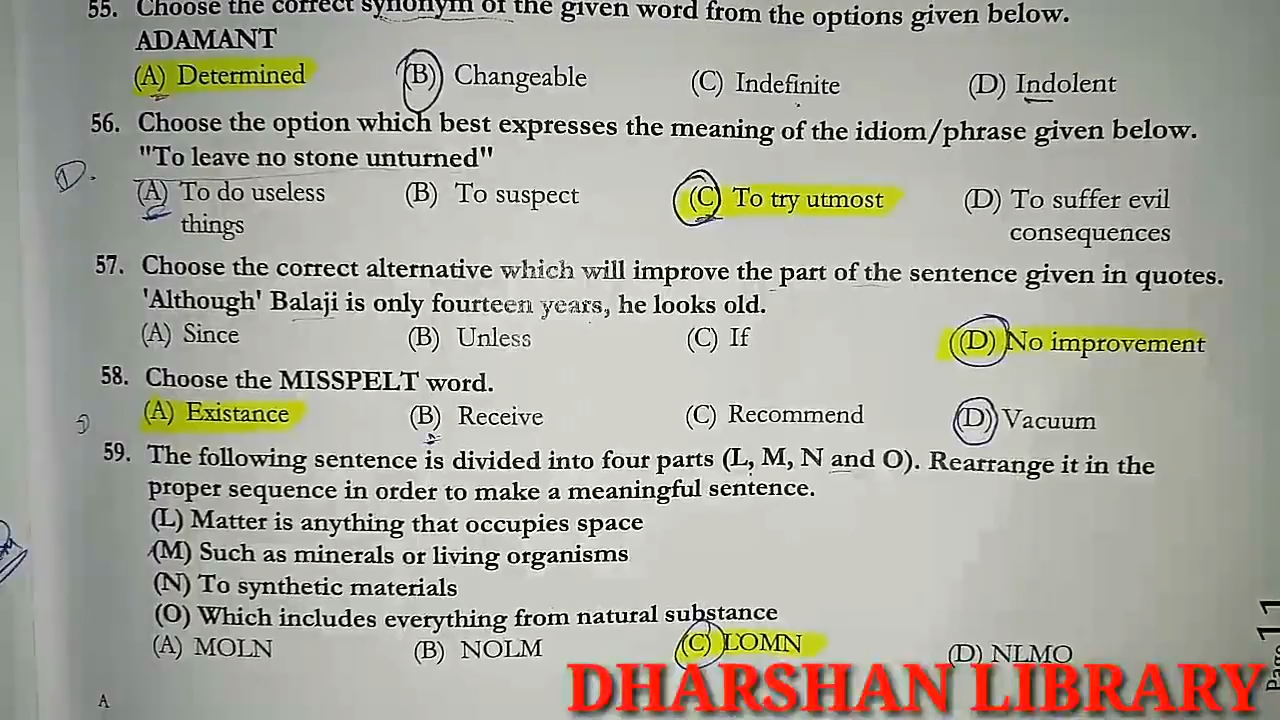 55. Choose the correct synonym of the given word from the options given below.
ADAMANT
(A) Determined (B) Changeable (C) Indefinite (D) Indolent
56. Choose the option which best expresses the meaning of the idiom/phrase given below.
"To leave no stone unturned"
(A) To do useless things (B) To suspect (C) To try utmost (D) To suffer evil consequences
57. Choose the correct alternative which will improve the part of the sentence given in quotes.
'Although' Balaji is only fourteen years, he looks old.
(A) Since (B) Unless (C) If (D) No improvement
58. Choose the MISSPELT word.
(A) Existance (B) Receive (C) Recommend (D) Vacuum
59. The following sentence is divided into four parts (L, M, N and O). Rearrange it in the
proper sequence in order to make a meaningful sentence.
(L) Matter is anything that occupies space
(M) Such as minerals or living organisms
(N) To synthetic materials
(O) Which includes everything from natural substance
(A) MOLN (B) NOLM (C) LOMN (D) NLMO
A
DHARSHAN LIBRARY